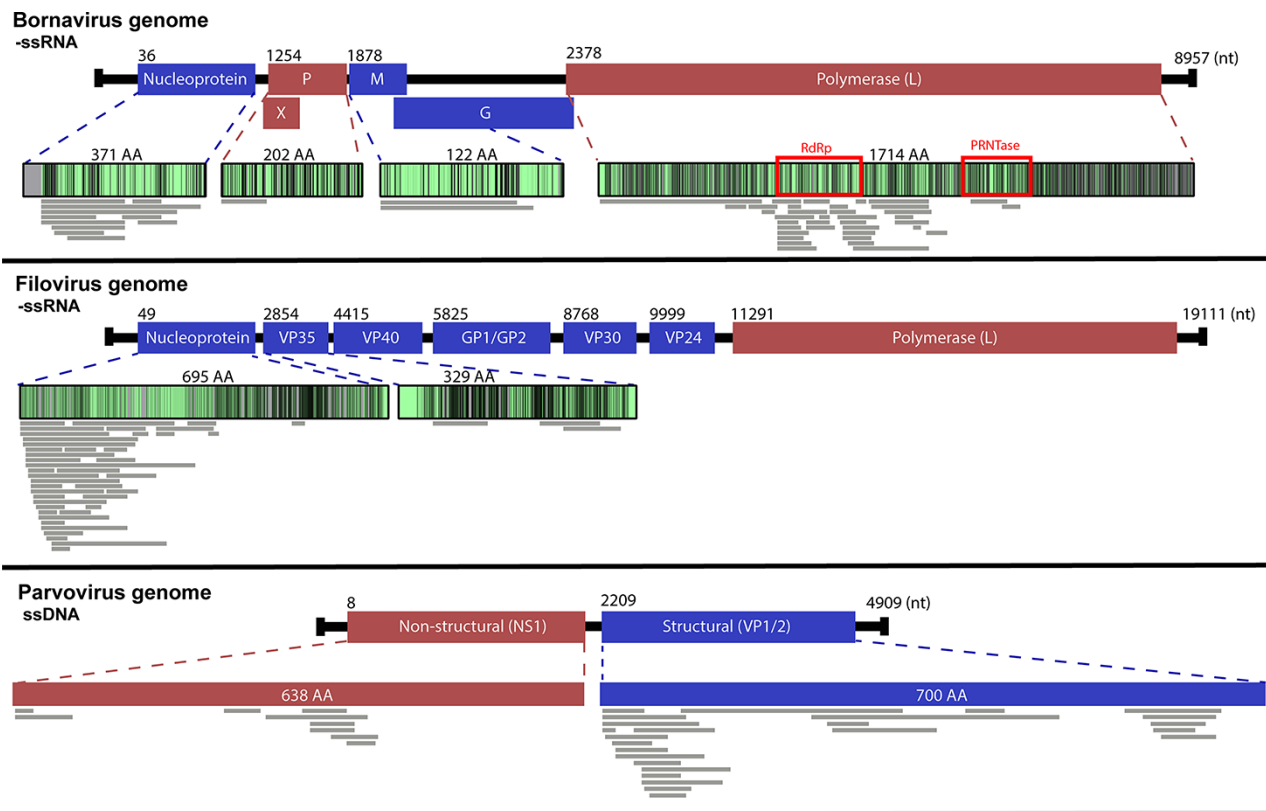 Bornavirus genome
-ssRNA
36 1254 1878 2378 8957 (nt)
Nucleoprotein P M Polymerase (L)
X G
371 AA 202 AA 122 AA RdRp 1714 AA PRNTase
Filovirus genome
-ssRNA
49 2854 4415 5825 8768 9999 11291 19111 (nt)
Nucleoprotein VP35 VP40 GP1/GP2 VP30 VP24 Polymerase (L)
695 AA 329 AA
Parvovirus genome
ssDNA
8 2209 4909 (nt)
Non-structural (NS1) Structural (VP1/2)
638 AA 700 AA